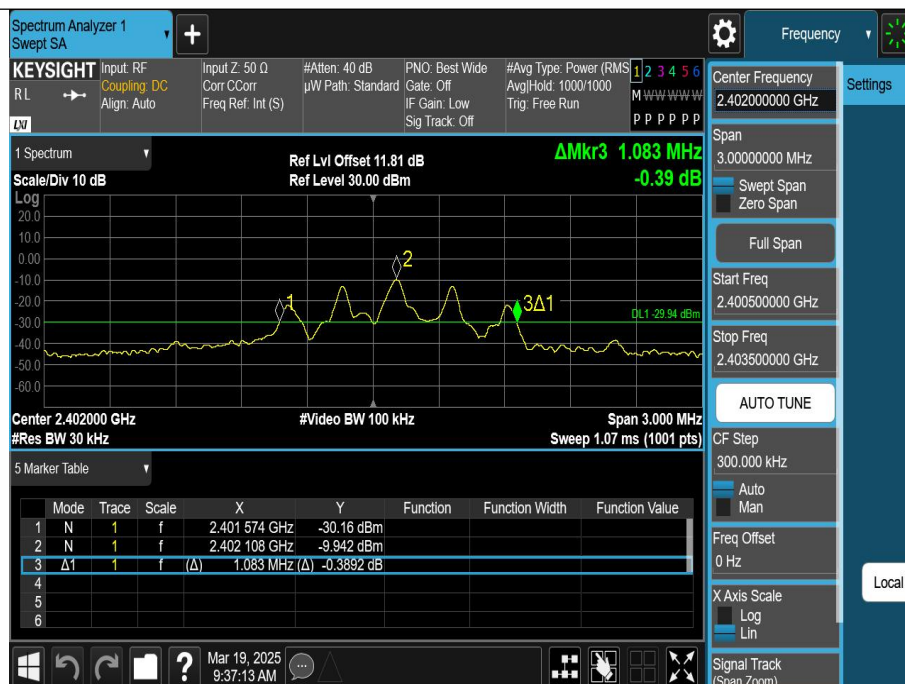 Spectrum Analyzer 1
Swept SA
+
Frequency
KEYSIGHT
RL
LXI
Input: RF
Coupling: DC
Align: Auto
Input Z: 50 Ω
Corr CCorr
Freq Ref: Int (S)
#Atten: 40 dB
µW Path: Standard
PNO: Best Wide
Gate: Off
IF Gain: Low
Sig Track: Off
#Avg Type: Power (RMS
Avg|Hold: 1000/1000
Trig: Free Run
1 2 3 4 5 6
M W W W W W
P P P P P P
1 Spectrum
Scale/Div 10 dB
Ref Lvl Offset 11.81 dB
Ref Level 30.00 dBm
ΔMkr3 1.083 MHz
-0.39 dB
Log
20.0
10.0
0.00
-10.0
-20.0
-30.0
-40.0
-50.0
-60.0
1
2
3Δ1
DL1 -29.94 dBm
Center 2.402000 GHz
#Res BW 30 kHz
#Video BW 100 kHz
Span 3.000 MHz
Sweep 1.07 ms (1001 pts)
5 Marker Table
Mode Trace Scale X Y Function Function Width Function Value
1 N 1 f 2.401 574 GHz -30.16 dBm
2 N 1 f 2.402 108 GHz -9.942 dBm
3 Δ1 1 f (Δ) 1.083 MHz (Δ) -0.3892 dB
4
5
6
?
Mar 19, 2025
9:37:13 AM
Center Frequency
2.402000000 GHz
Span
3.00000000 MHz
Swept Span
Zero Span
Full Span
Start Freq
2.400500000 GHz
Stop Freq
2.403500000 GHz
AUTO TUNE
CF Step
300.000 kHz
Auto
Man
Freq Offset
0 Hz
X Axis Scale
Log
Lin
Signal Track
(Span Zoom)
Settings
Local